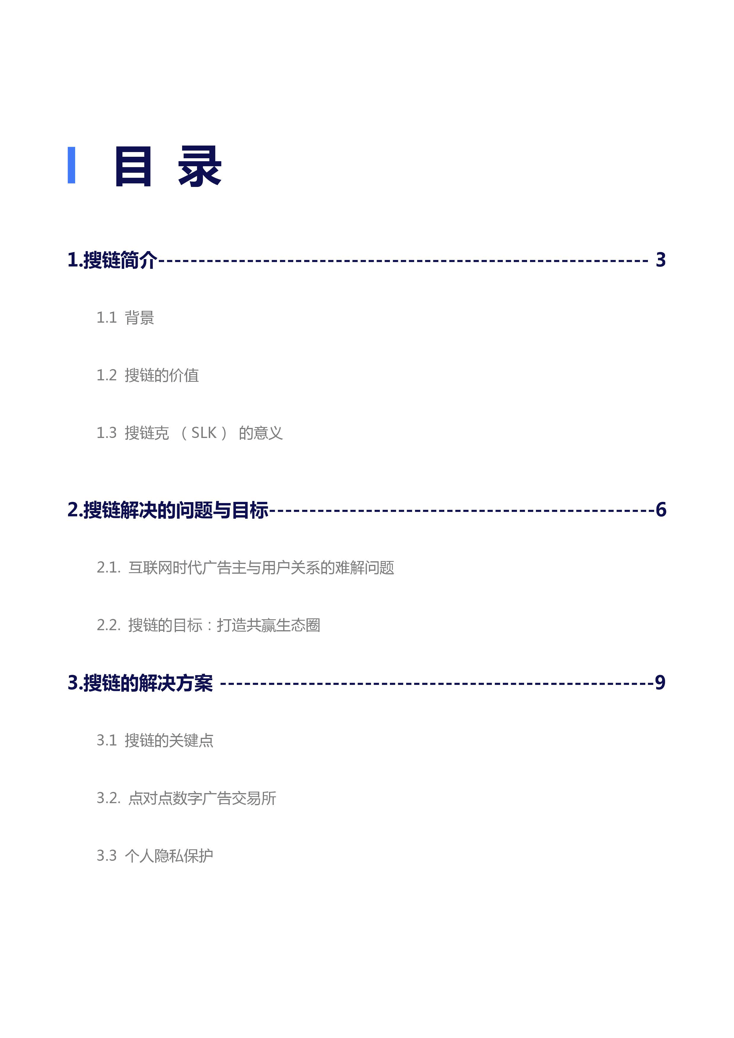 目 录
1.搜链简介------------------------------------------------------------- 3
1.1 背景
1.2 搜链的价值
1.3 搜链克 （ SLK ） 的意义
2.搜链解决的问题与目标------------------------------------------------6
2.1. 互联网时代广告主与用户关系的难解问题
2.2. 搜链的目标：打造共赢生态圈
3.搜链的解决方案 ------------------------------------------------------9
3.1 搜链的关键点
3.2. 点对点数字广告交易所
3.3 个人隐私保护